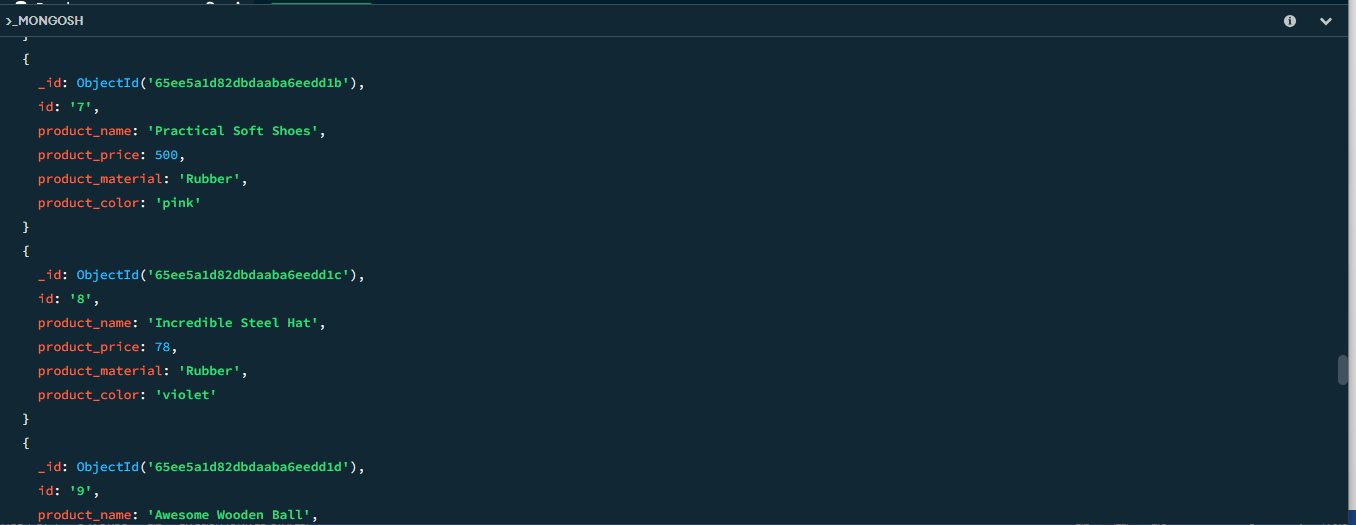 >_MONGOSH
}
{
_id: ObjectId('65ee5a1d82dbdaaba6eedd1b'),
id: '7',
product_name: 'Practical Soft Shoes',
product_price: 500,
product_material: 'Rubber',
product_color: 'pink'
}
{
_id: ObjectId('65ee5a1d82dbdaaba6eedd1c'),
id: '8',
product_name: 'Incredible Steel Hat',
product_price: 78,
product_material: 'Rubber',
product_color: 'violet'
}
{
_id: ObjectId('65ee5a1d82dbdaaba6eedd1d'),
id: '9',
product_name: 'Awesome Wooden Ball',